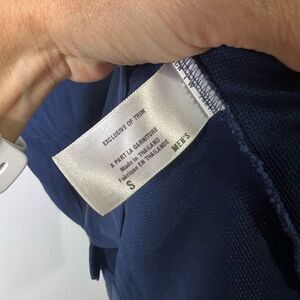 EXCLUSIVE OF TRIM
A PART LA GARNITURE
Made in THAILAND
Fabriqué EN THAILANDE
S
MEN'S